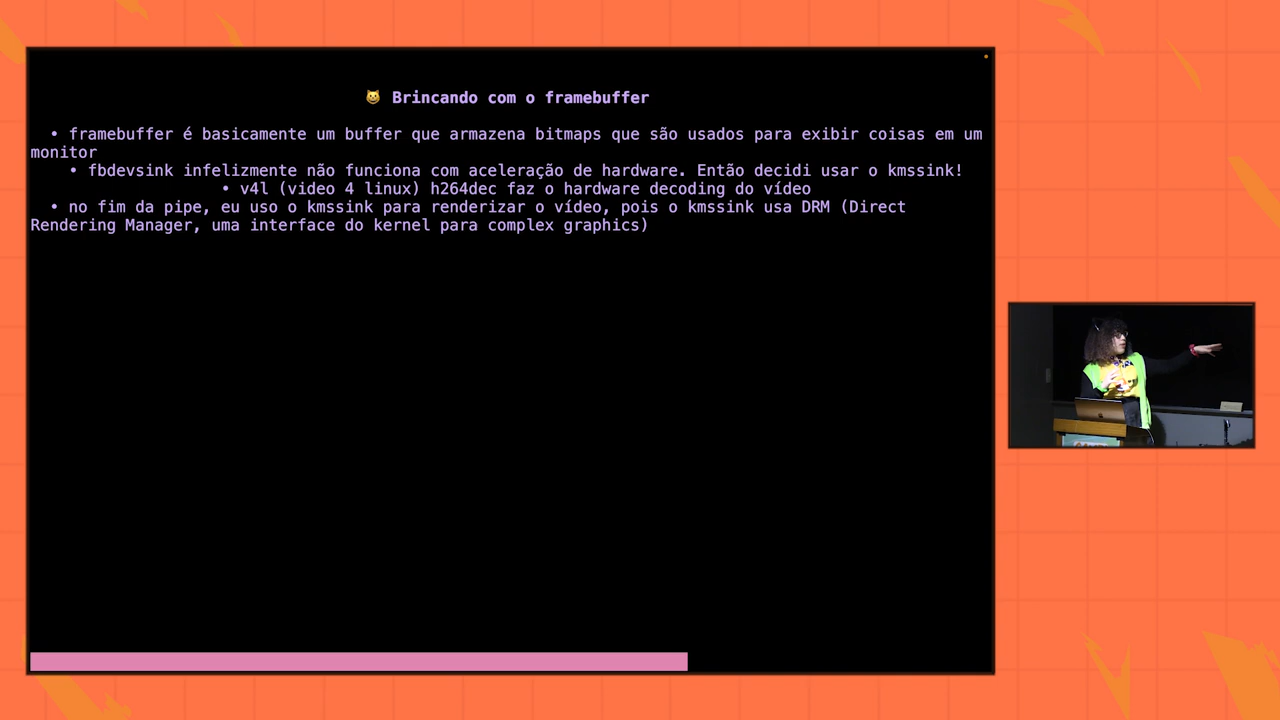 😺 Brincando com o framebuffer
• framebuffer é basicamente um buffer que armazena bitmaps que são usados para exibir coisas em um
monitor
• fbdevsink infelizmente não funciona com aceleração de hardware. Então decidi usar o kmssink!
• v4l (video 4 linux) h264dec faz o hardware decoding do vídeo
• no fim da pipe, eu uso o kmssink para renderizar o vídeo, pois o kmssink usa DRM (Direct
Rendering Manager, uma interface do kernel para complex graphics)